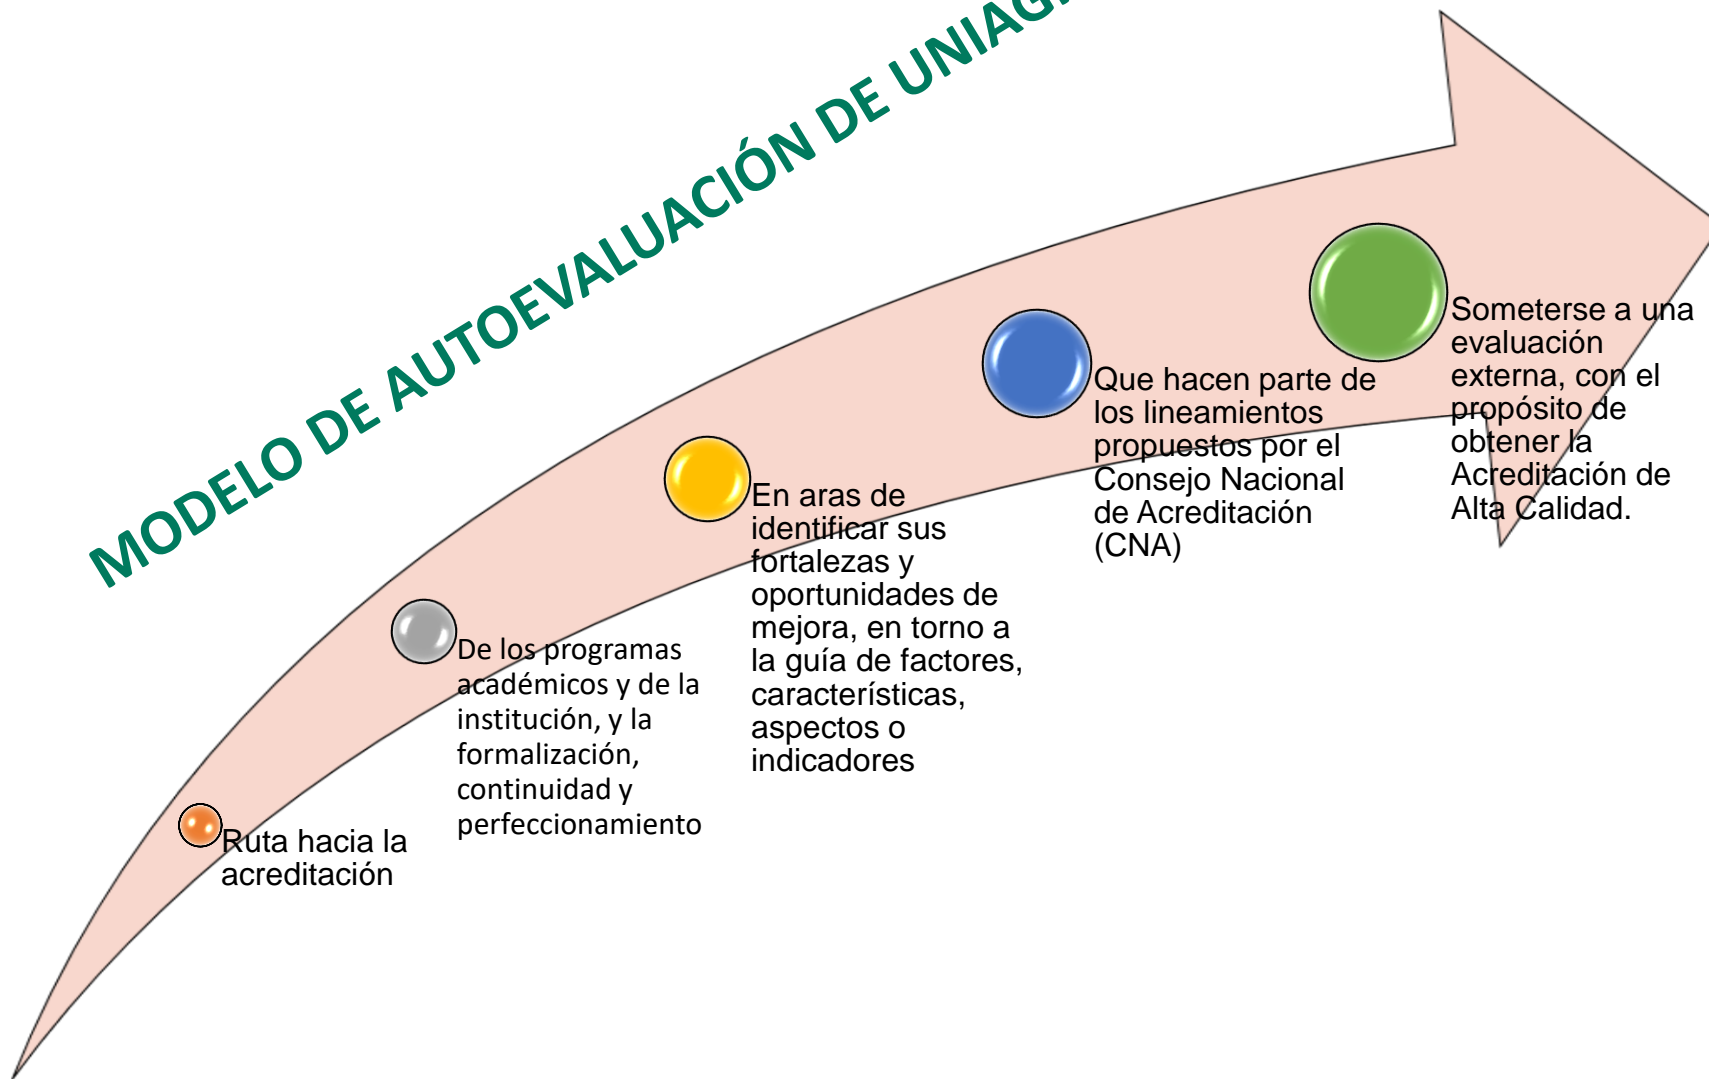 MODELO DE AUTOEVALUACIÓN DE
Ruta hacia la
acreditación
De los programas
académicos y de la
institución, y la
formalización,
continuidad y
perfeccionamiento
En aras de
identificar sus
fortalezas y
oportunidades de
mejora, en torno a
la guía de factores,
características,
aspectos o
indicadores
Que hacen parte de
los lineamientos
propuestos por el
Consejo Nacional
de Acreditación
(CNA)
Someterse a una
evaluación
externa, con el
propósito de
obtener la
Acreditación de
Alta Calidad.